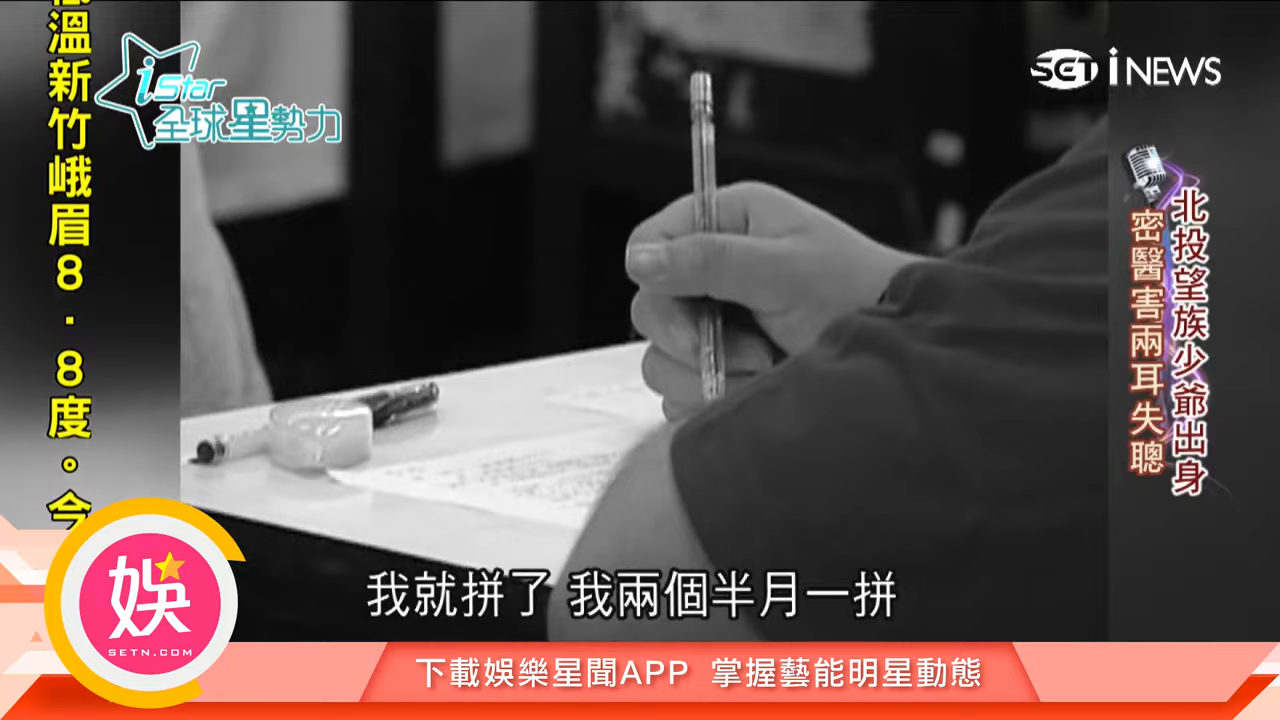 溫新竹峨眉8.8度。今
iStar
全球星勢力
SET iNEWS
北投望族少爺出身
密醫害兩耳失聰
我就拼了 我兩個半月一拼
娛
SETN.COM
下載娛樂星聞APP 掌握藝能明星動態